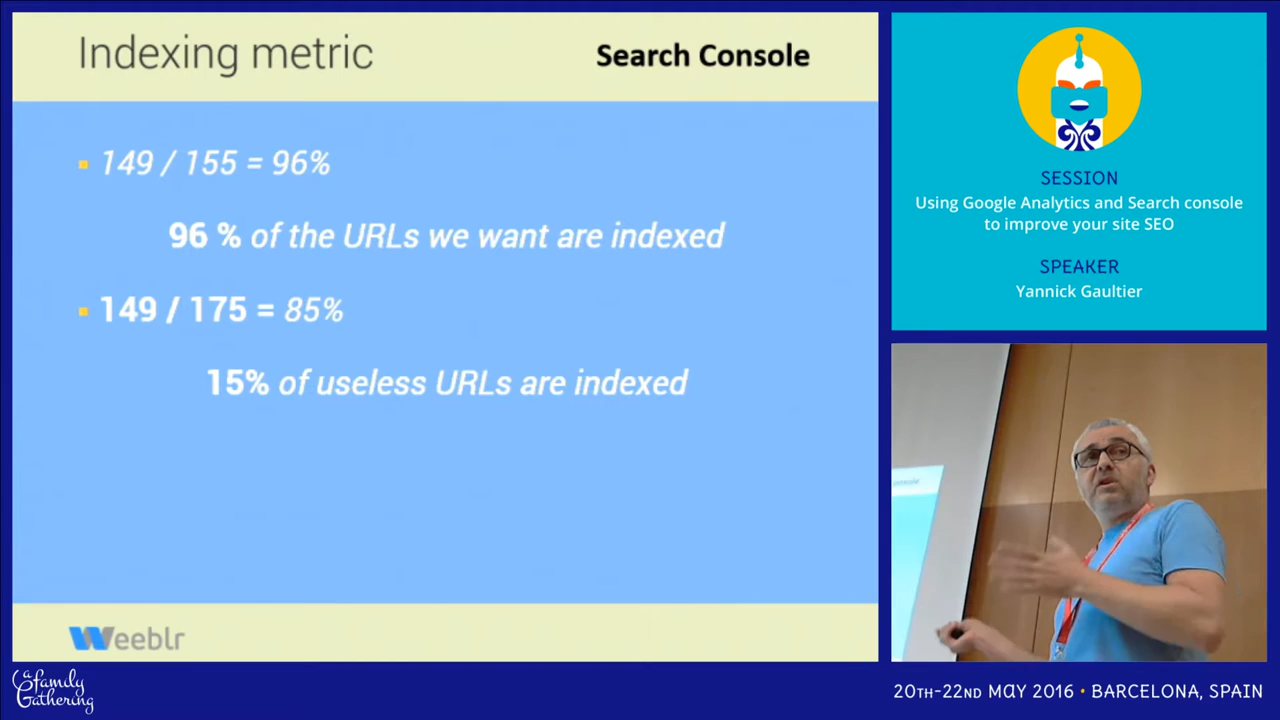 Indexing metric
Search Console
149 / 155 = 96%
96 % of the URLs we want are indexed
149 / 175 = 85%
15% of useless URLs are indexed
Weeblr
SESSION
Using Google Analytics and Search console
to improve your site SEO
SPEAKER
Yannick Gaultier
a family
Gathering
20TH-22ND MAY 2016 • BARCELONA, SPAIN